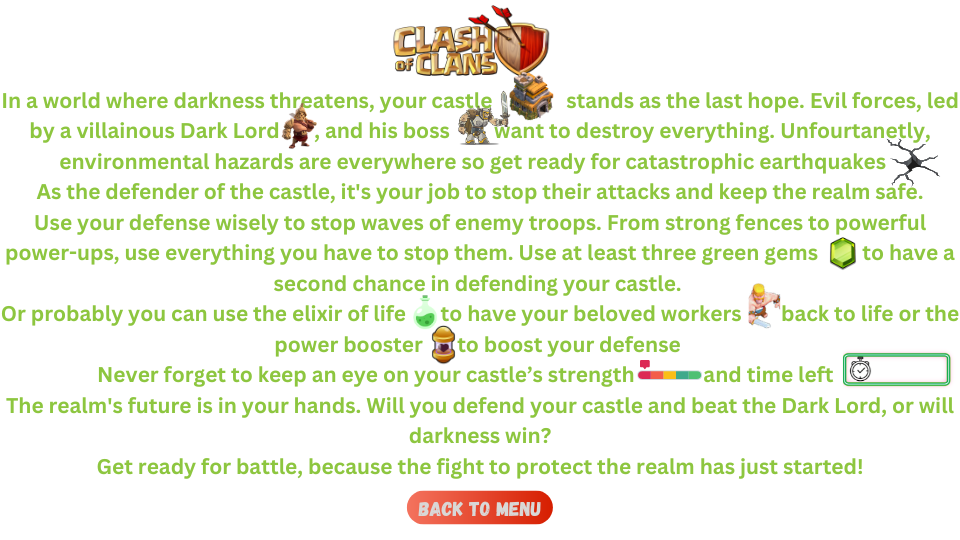 CLASH
OF CLANS
In a world where darkness threatens, your castle stands as the last hope. Evil forces, led
by a villainous Dark Lord , and his boss want to destroy everything. Unfourtanetly,
environmental hazards are everywhere so get ready for catastrophic earthquakes
As the defender of the castle, it's your job to stop their attacks and keep the realm safe.
Use your defense wisely to stop waves of enemy troops. From strong fences to powerful
power-ups, use everything you have to stop them. Use at least three green gems to have a
second chance in defending your castle.
Or probably you can use the elixir of life to have your beloved workers back to life or the
power booster to boost your defense
Never forget to keep an eye on your castle’s strength and time left
The realm's future is in your hands. Will you defend your castle and beat the Dark Lord, or will
darkness win?
Get ready for battle, because the fight to protect the realm has just started!
BACK TO MENU